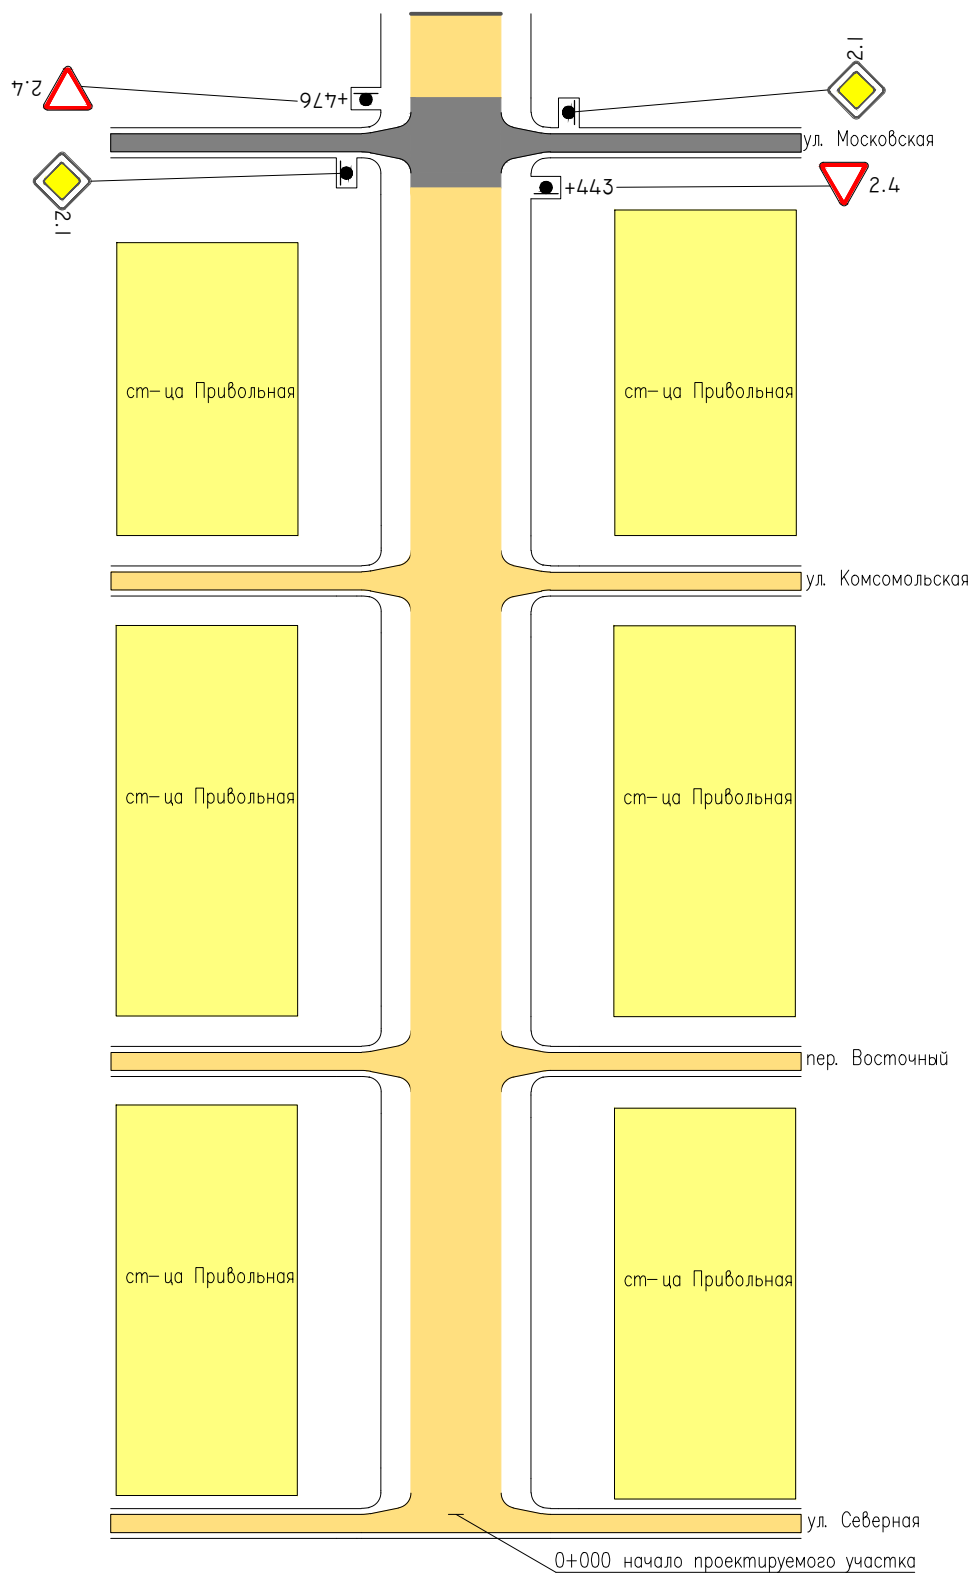 2.1
2.4
+476
ул. Московская
+443
2.4
2.1
ст-ца Привольная
ст-ца Привольная
ул. Комсомольская
ст-ца Привольная
ст-ца Привольная
пер. Восточный
ст-ца Привольная
ст-ца Привольная
ул. Северная
0+000 начало проектируемого участка